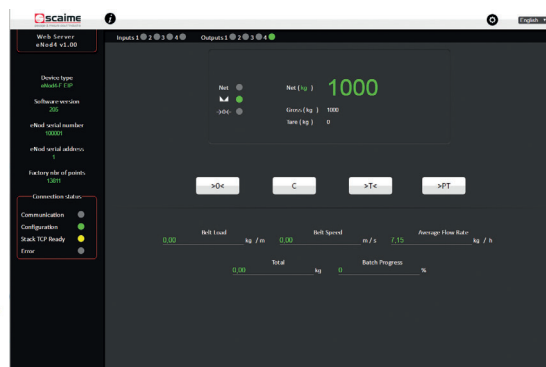 scaime
English
Web Server
eNod4 v1.00
Inputs 1 2 3 4 Outputs 1 2 3 4
Device type
eNod4-F EIP
Software version
205
eNod serial number
100001
eNod serial address
1
Factory nbr of points
13011
Connection status
Communication
Configuration
Stack TCP Ready
Error
Net
>0<
Net ( kg ) 1000
Gross ( kg ) 1000
Tare ( kg ) 0
>0< C >T< >PT
Belt Load Belt Speed Average Flow Rate
0,00 kg / m 0,00 m / s 7,15 kg / h
Total Batch Progress
0,00 kg 0 %